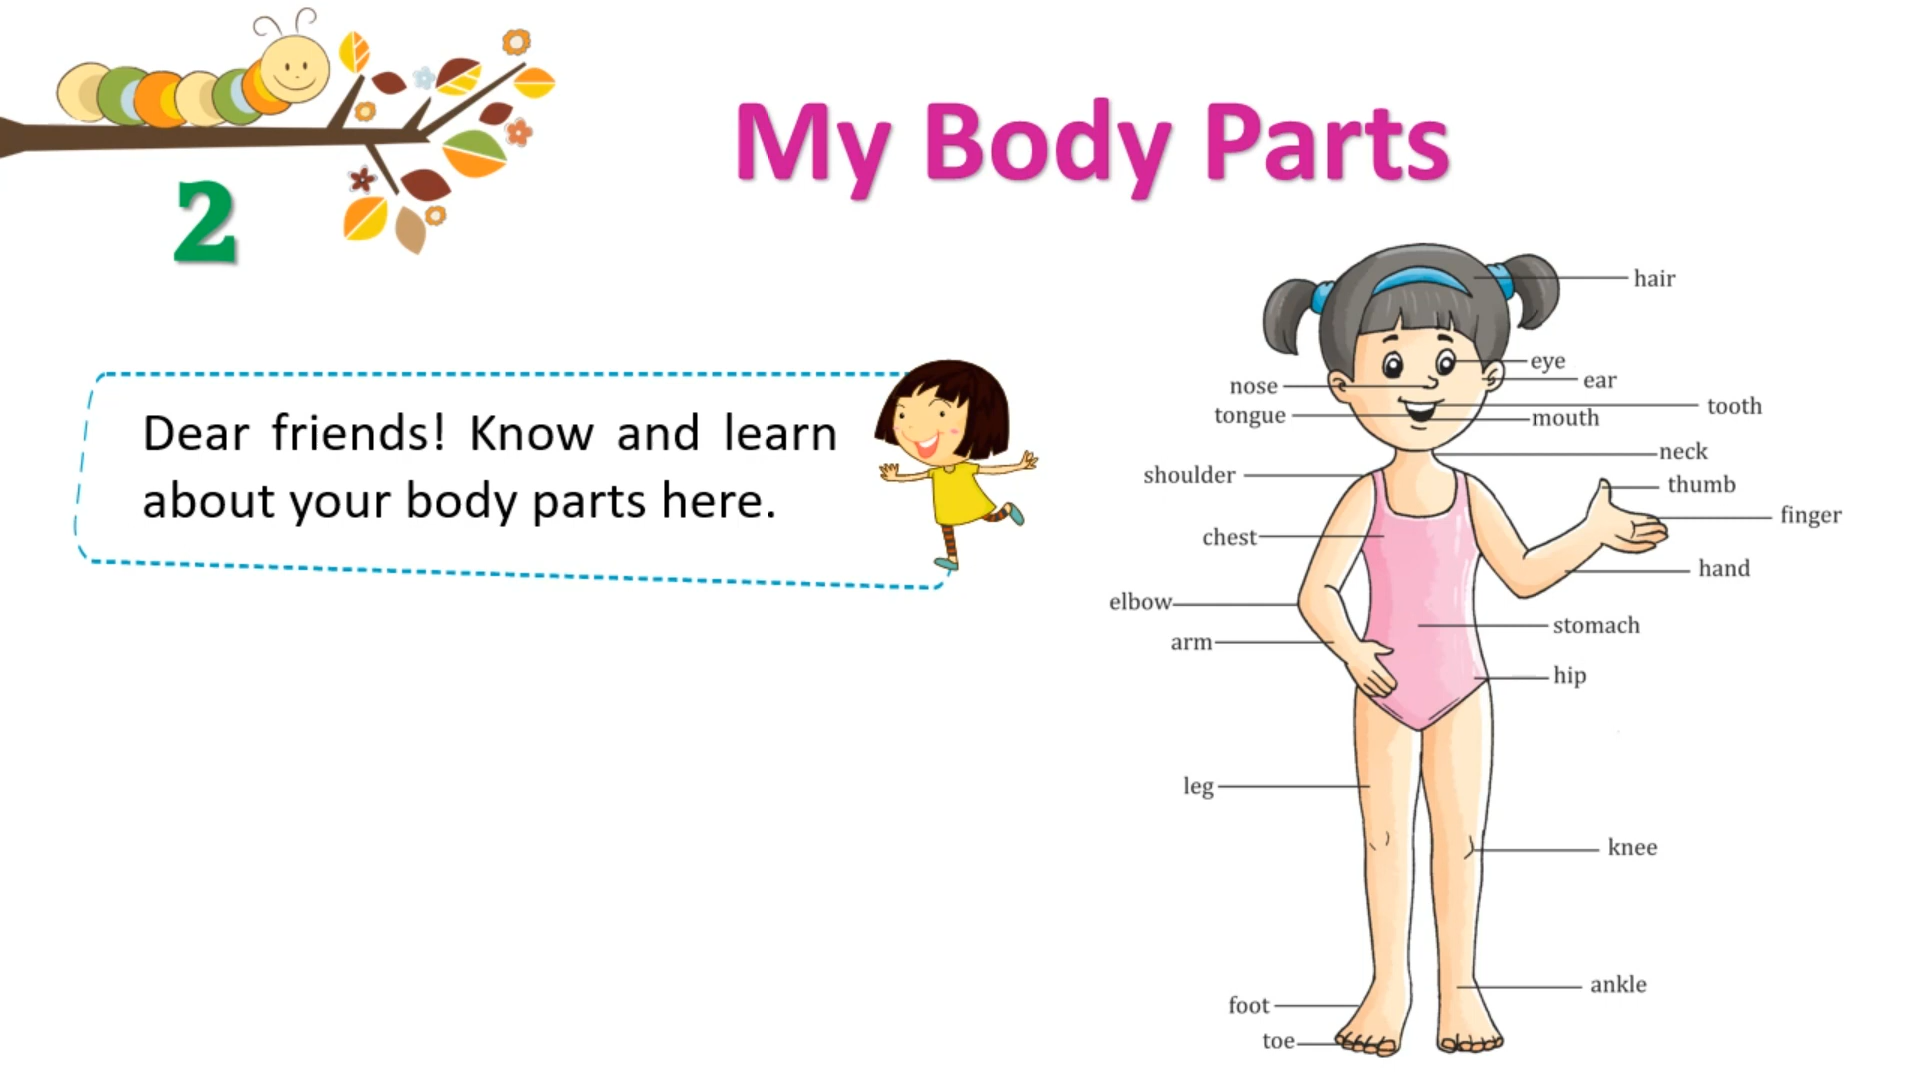 My Body Parts
2
Dear friends! Know and learn
about your body parts here.
hair
eye
nose
ear
tooth
tongue
mouth
neck
shoulder
thumb
finger
chest
hand
elbow
stomach
arm
hip
leg
knee
ankle
foot
toe